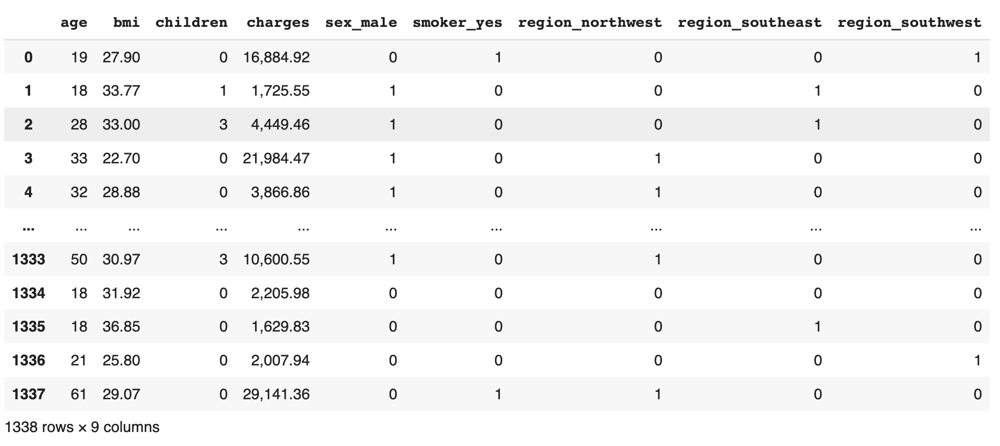 age bmi children charges sex_male smoker_yes region_northwest region_southeast region_southwest
0 19 27.90 0 16,884.92 0 1 0 0 1
1 18 33.77 1 1,725.55 1 0 0 1 0
2 28 33.00 3 4,449.46 1 0 0 1 0
3 33 22.70 0 21,984.47 1 0 1 0 0
4 32 28.88 0 3,866.86 1 0 1 0 0
... ... ... ... ... ... ... ... ... ...
1333 50 30.97 3 10,600.55 1 0 1 0 0
1334 18 31.92 0 2,205.98 0 0 0 0 0
1335 18 36.85 0 1,629.83 0 0 0 1 0
1336 21 25.80 0 2,007.94 0 0 0 0 1
1337 61 29.07 0 29,141.36 0 1 1 0 0
1338 rows × 9 columns